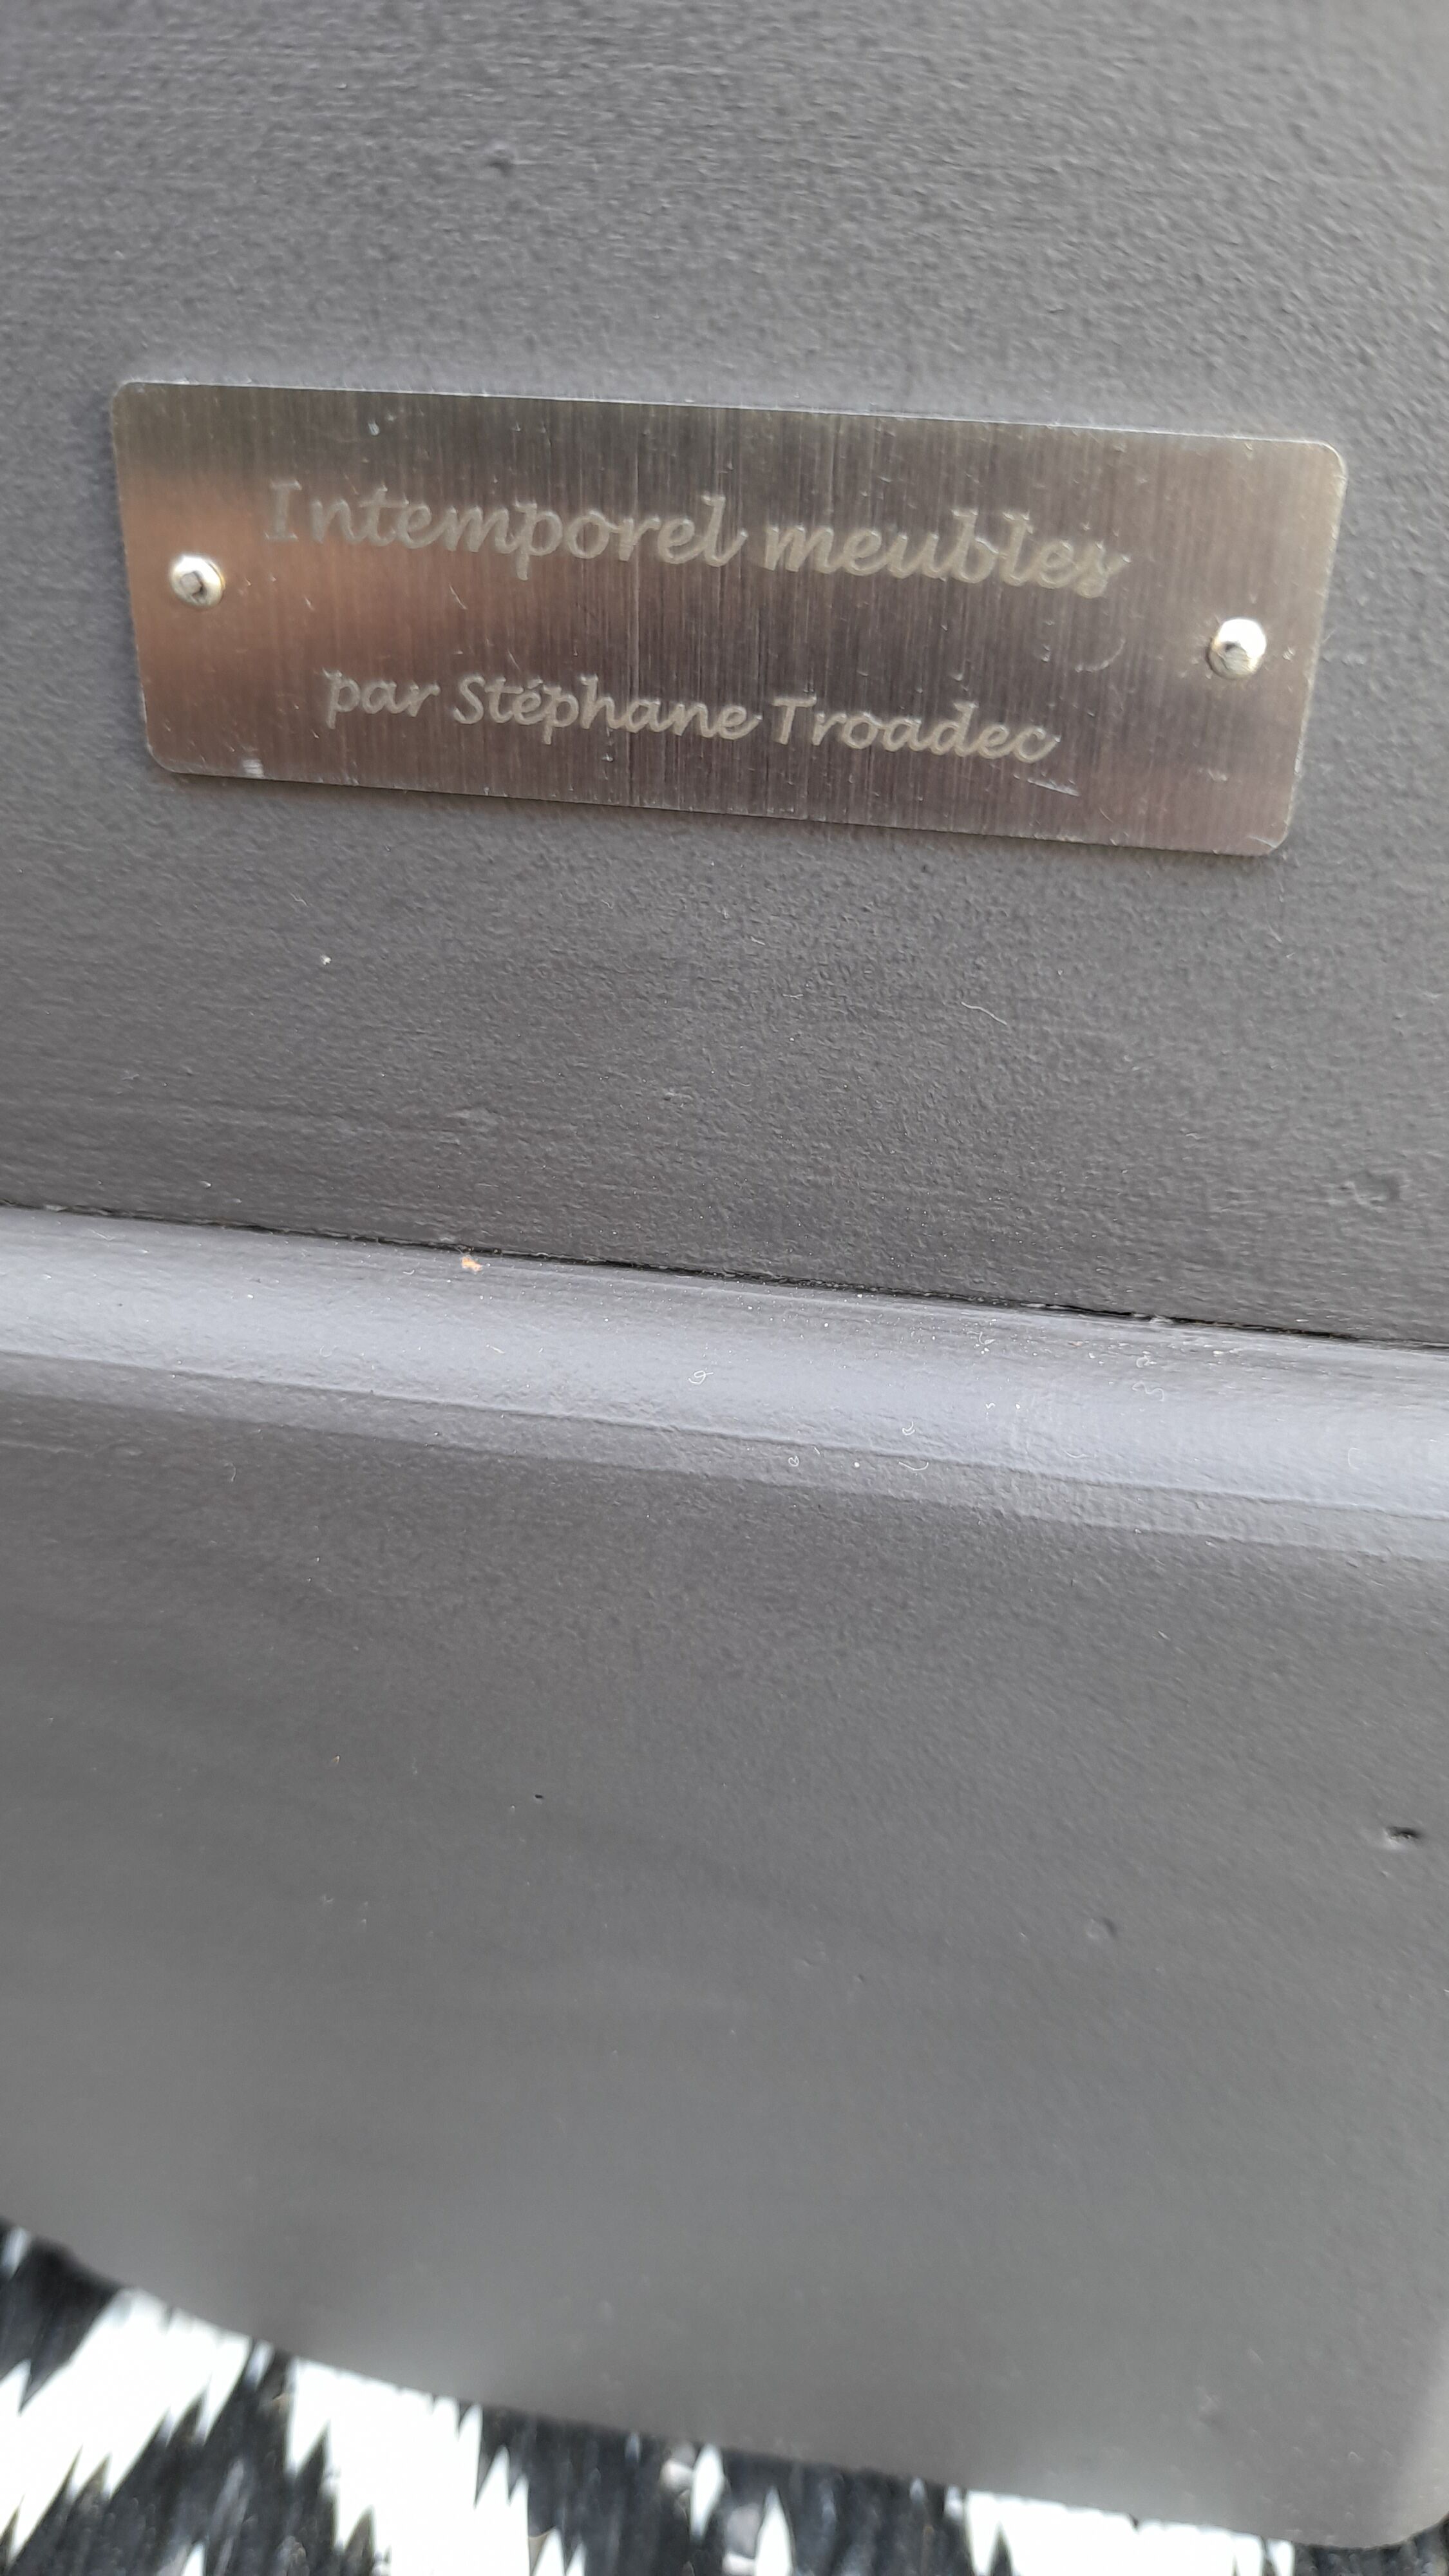 Intemporel meubles
par Stéphane Troadec